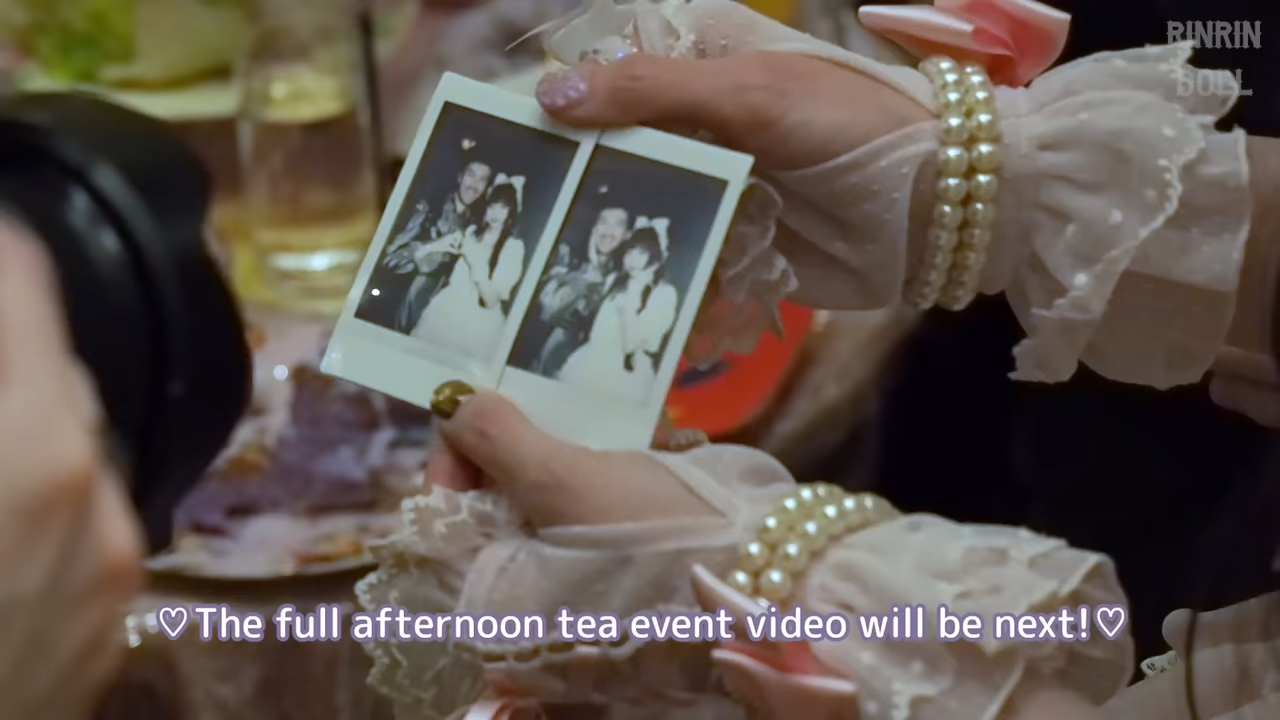 RINRIN
DOLL
♡The full afternoon tea event video will be next!♡